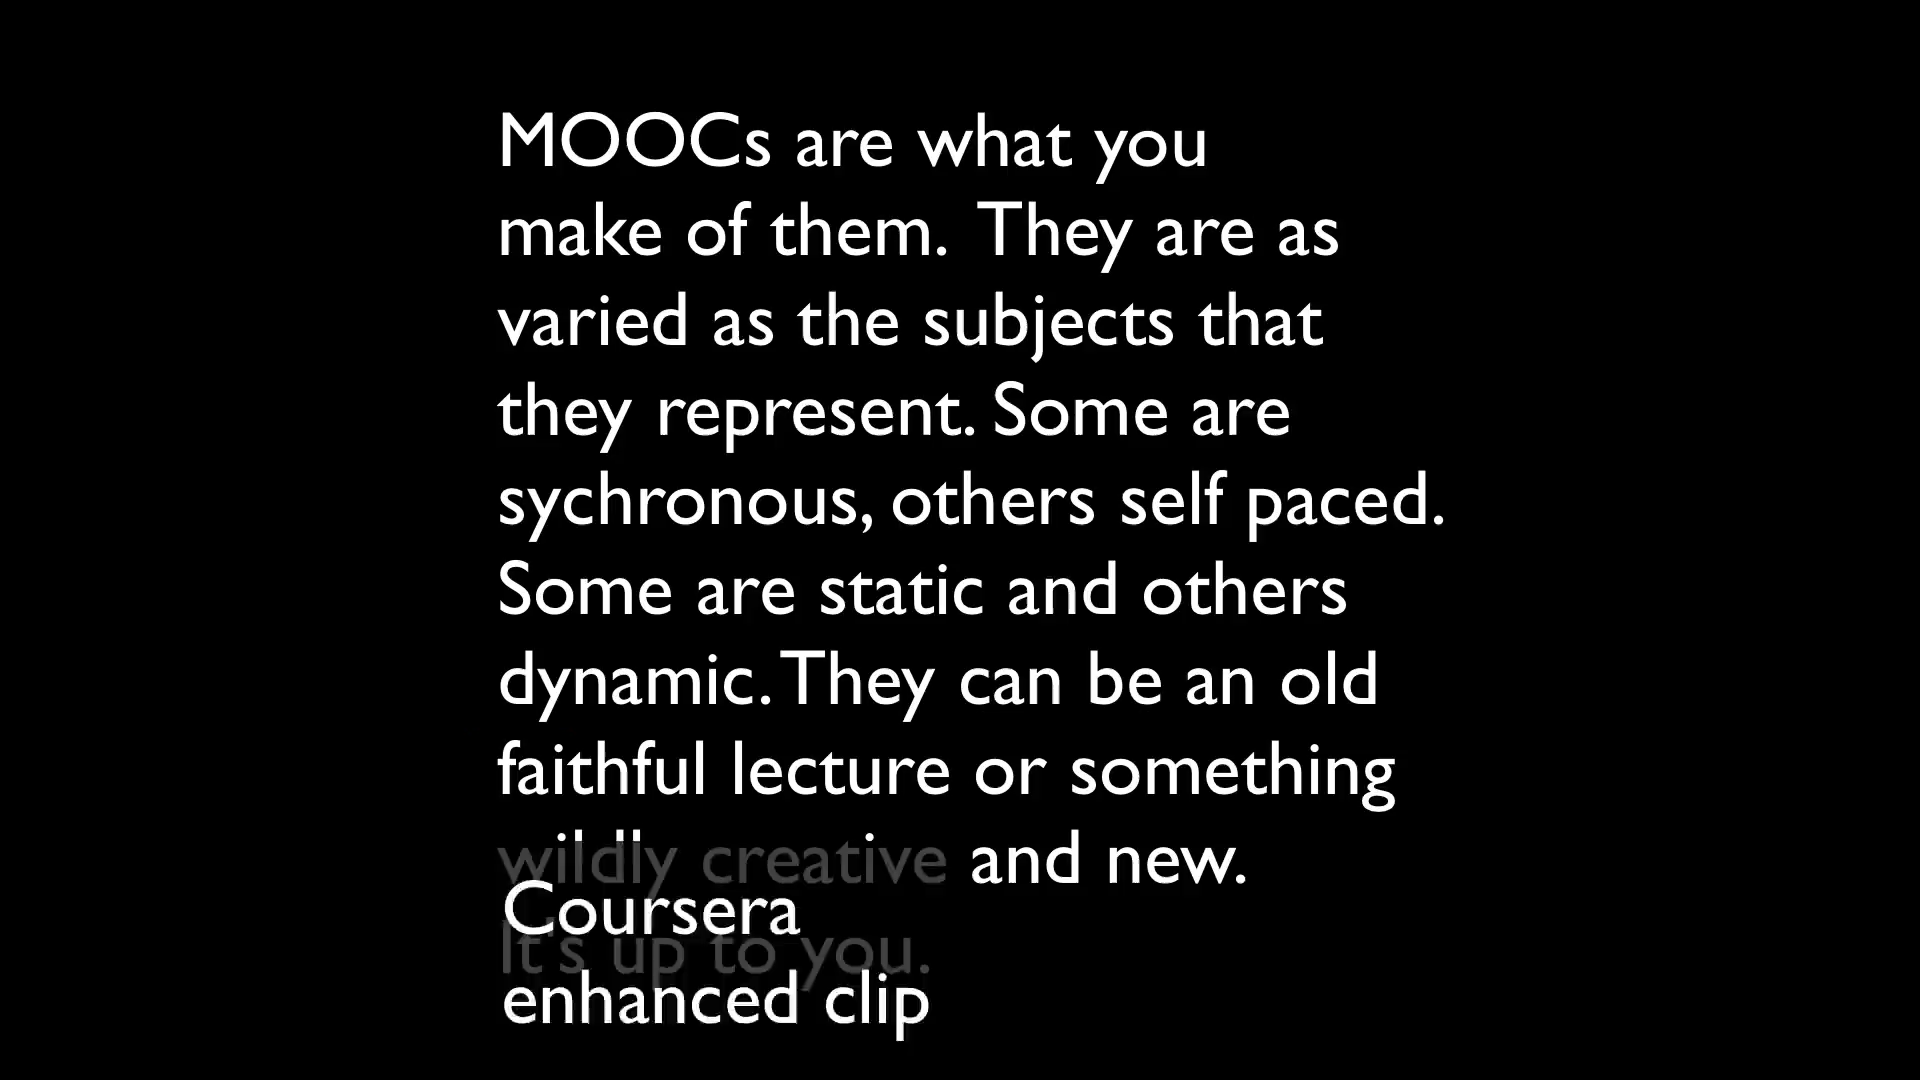 MOOCs are what you
make of them.  They are as
varied as the subjects that
they represent. Some are
sychronous, others self paced.
Some are static and others
dynamic. They can be an old
faithful lecture or something
wildly creative and new.
Coursera
It's up to you.
enhanced clip